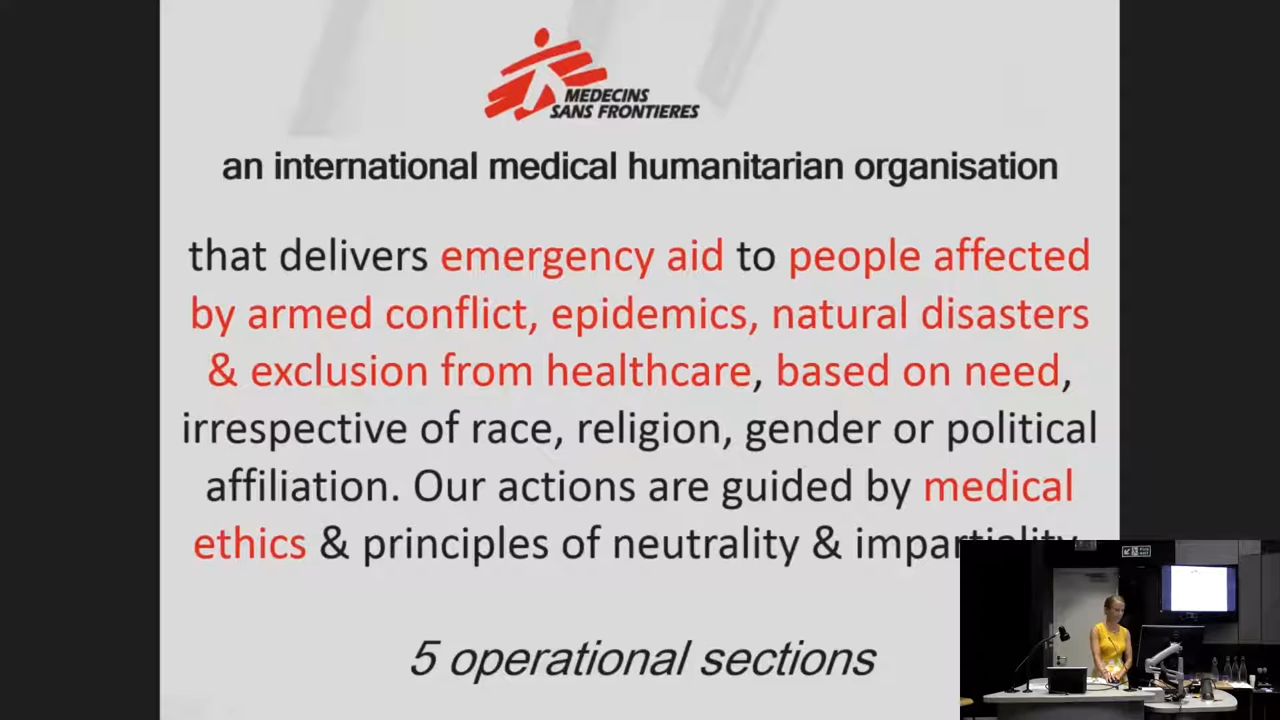 MEDECINS
SANS FRONTIERES
an international medical humanitarian organisation
that delivers emergency aid to people affected
by armed conflict, epidemics, natural disasters
& exclusion from healthcare, based on need,
irrespective of race, religion, gender or political
affiliation. Our actions are guided by medical
ethics & principles of neutrality & impartiality.
5 operational sections